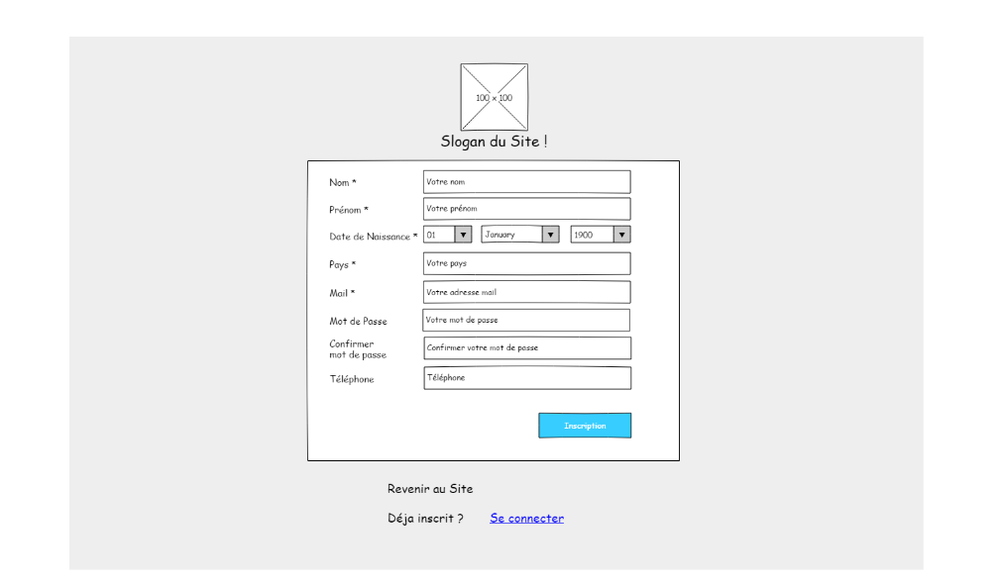 100 x 100
Slogan du Site !
Nom * Votre nom
Prénom * Votre prénom
Date de Naissance * 01 January 1900
Pays * Votre pays
Mail * Votre adresse mail
Mot de Passe Votre mot de passe
Confirmer
mot de passe Confirmer votre mot de passe
Téléphone Téléphone
Inscription
Revenir au Site
Déja inscrit ? Se connecter